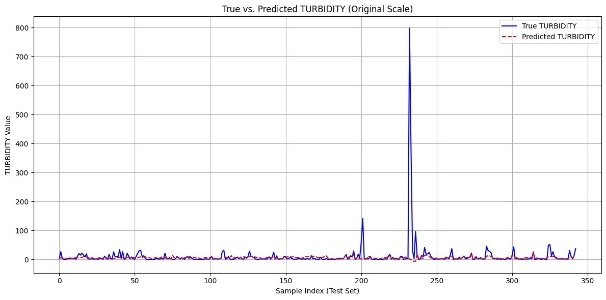 True vs. Predicted TURBIDITY (Original Scale)
True TURBIDITY
Predicted TURBIDITY
800
700
600
500
400
300
200
100
0
TURBIDITY Value
0 50 100 150 200 250 300 350
Sample Index (Test Set)